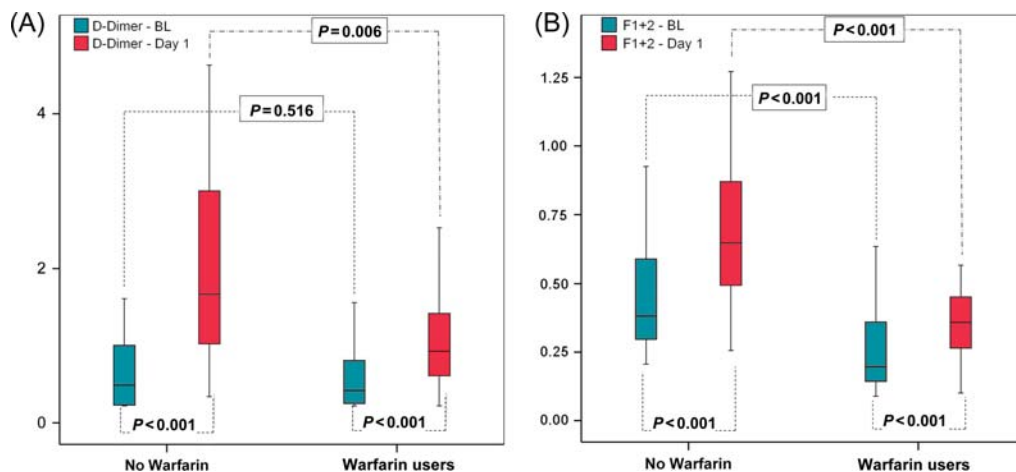 (A)
D-Dimer - BL
D-Dimer - Day 1
P=0.006
P=0.516
4
2
0
P<0.001
P<0.001
No Warfarin
Warfarin users
(B)
F1+2 - BL
F1+2 - Day 1
P<0.001
P<0.001
1.25
1.00
0.75
0.50
0.25
0.00
P<0.001
P<0.001
No Warfarin
Warfarin users